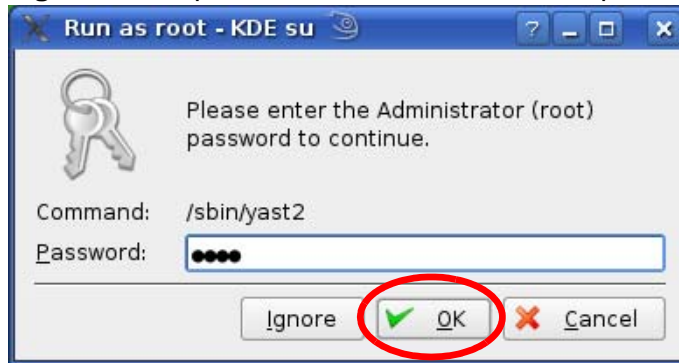 Run as root - KDE su
Please enter the Administrator (root)
password to continue.
Command: /sbin/yast2
Password: ●●●●
Ignore OK Cancel